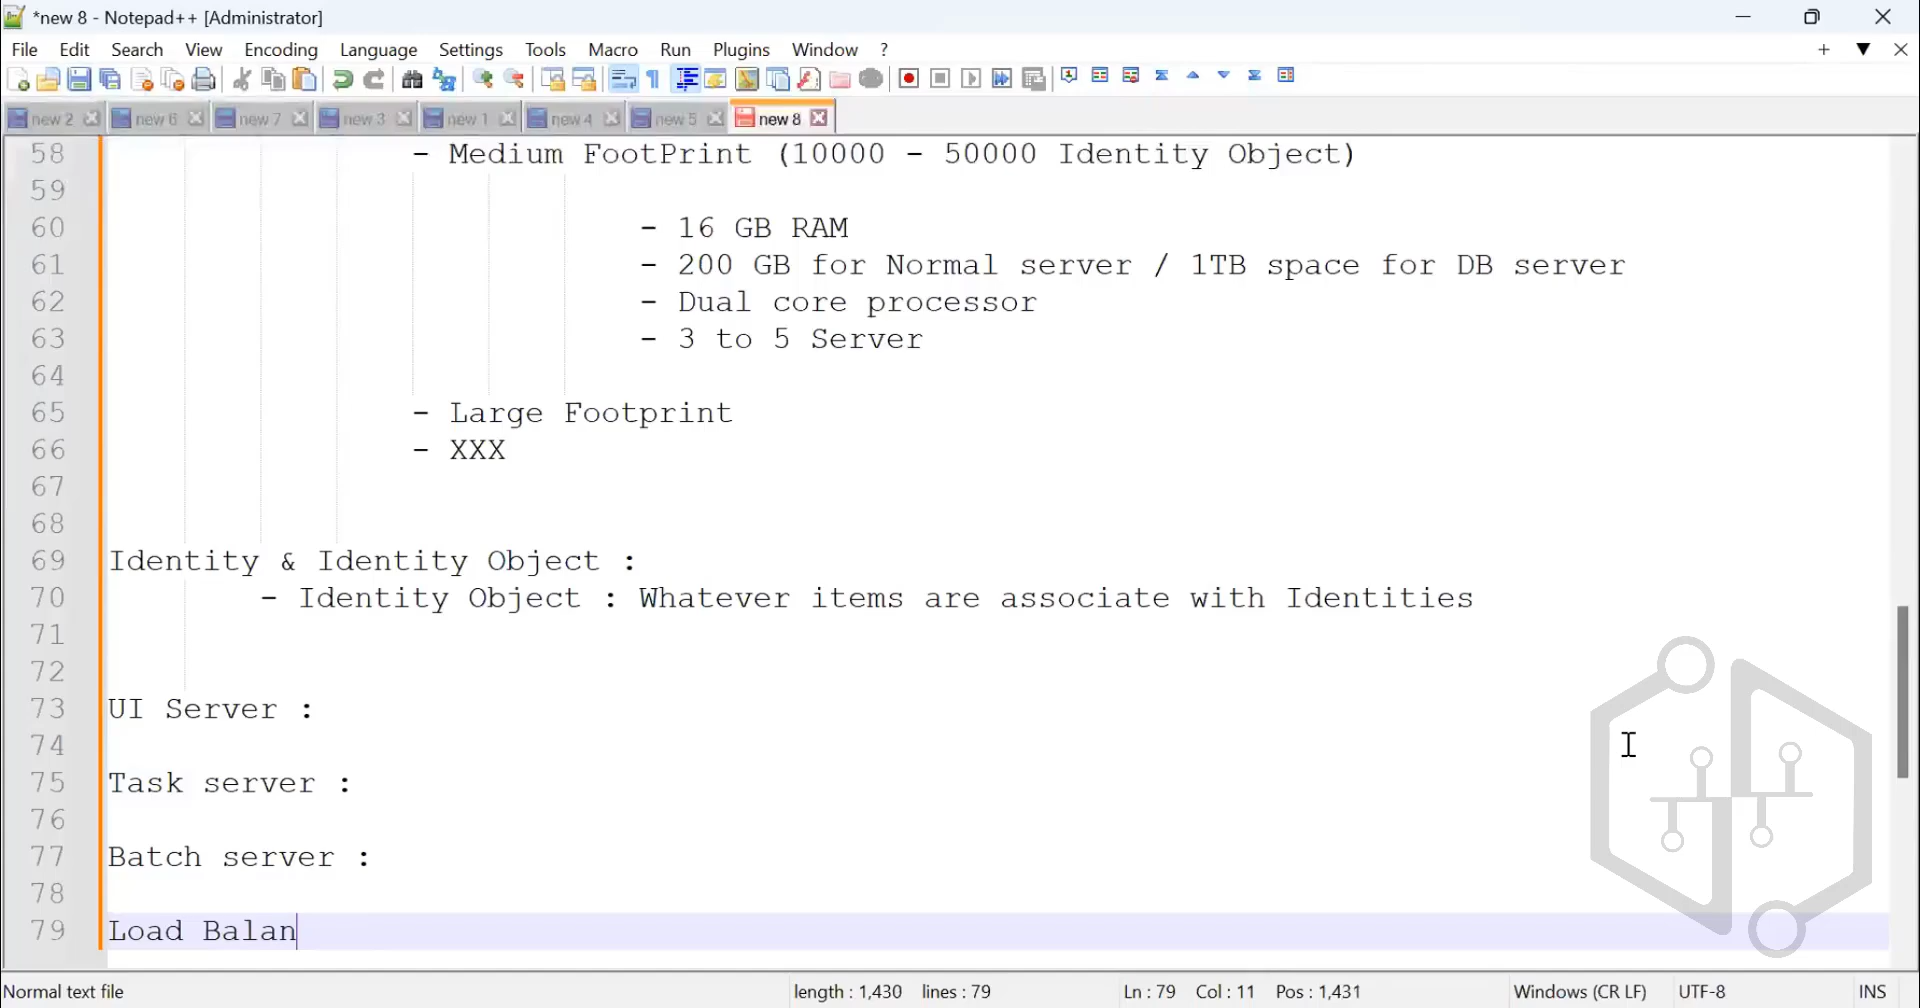 *new 8 - Notepad++ [Administrator]
File Edit Search View Encoding Language Settings Tools Macro Run Plugins Window ?
new 2 new 6 new 7 new 3 new 1 new 4 new 5 new 8
58 - Medium FootPrint (10000 - 50000 Identity Object)
59
60 - 16 GB RAM
61 - 200 GB for Normal server / 1TB space for DB server
62 - Dual core processor
63 - 3 to 5 Server
64
65 - Large Footprint
66 - XXX
67
68
69 Identity & Identity Object :
70 - Identity Object : Whatever items are associate with Identities
71
72
73 UI Server :
74
75 Task server :
76
77 Batch server :
78
79 Load Balan
Normal text file length : 1,430 lines : 79 Ln : 79 Col : 11 Pos : 1,431 Windows (CR LF) UTF-8 INS